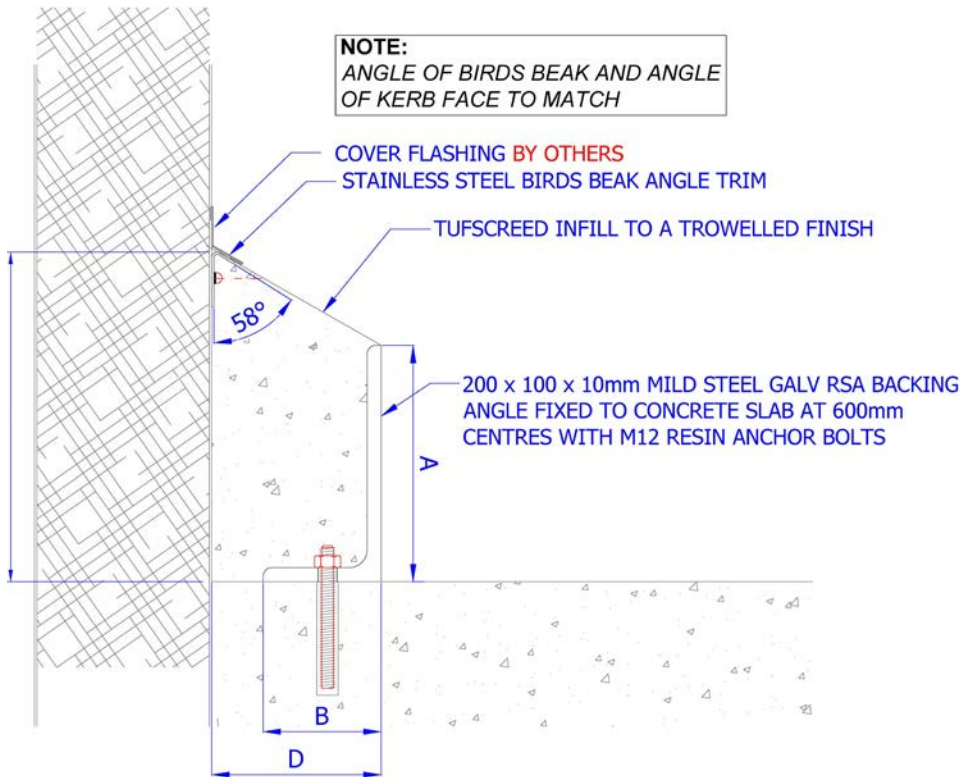 NOTE:
ANGLE OF BIRDS BEAK AND ANGLE
OF KERB FACE TO MATCH
COVER FLASHING BY OTHERS
STAINLESS STEEL BIRDS BEAK ANGLE TRIM
TUFSCREED INFILL TO A TROWELLED FINISH
58°
200 x 100 x 10mm MILD STEEL GALV RSA BACKING
ANGLE FIXED TO CONCRETE SLAB AT 600mm
CENTRES WITH M12 RESIN ANCHOR BOLTS
A
B
D